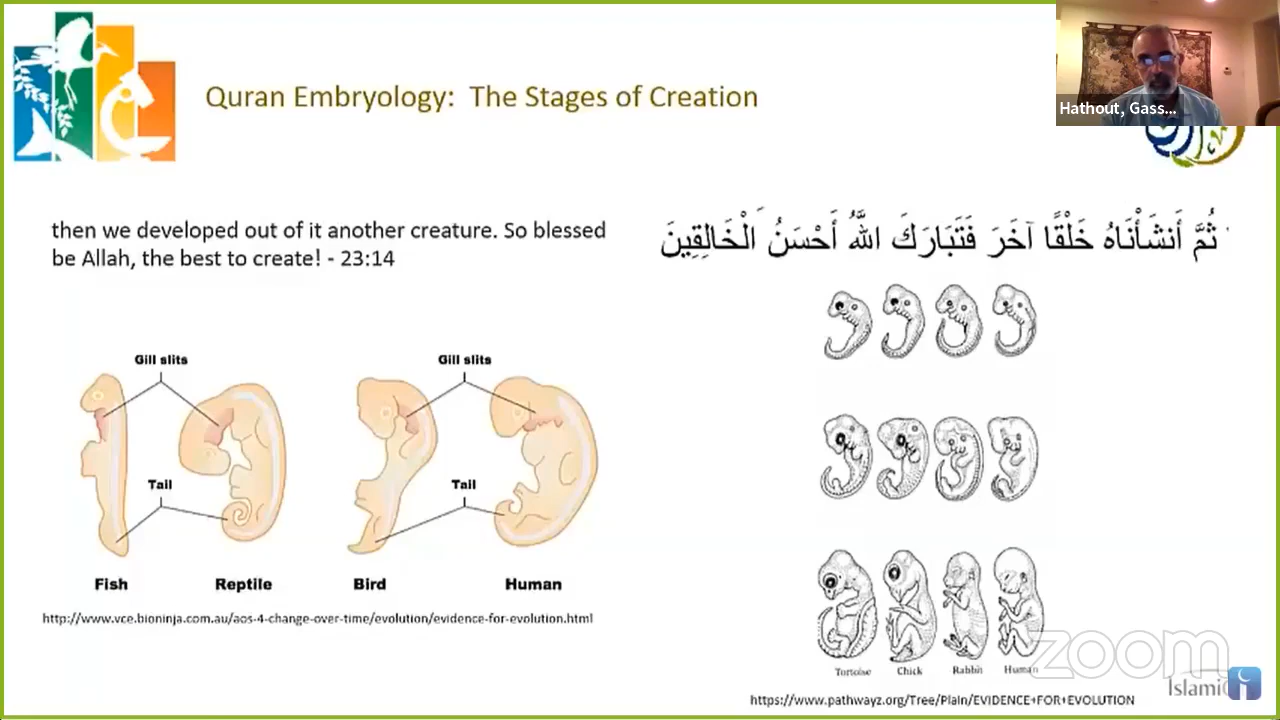 Quran Embryology: The Stages of Creation
Hathout, Gass...
then we developed out of it another creature. So blessed
be Allah, the best to create! - 23:14
ثُمَّ أَنشَأْنَاهُ خَلْقًا آخَرَ فَتَبَارَكَ اللَّهُ أَحْسَنُ الْخَالِقِينَ
Gill slits
Gill slits
Tail
Tail
Fish
Reptile
Bird
Human
http://www.vce.bioninja.com.au/aos-4-change-over-time/evolution/evidence-for-evolution.html
Tortoise
Chick
Rabbit
Human
zoom
https://www.pathwayz.org/Tree/Plain/EVIDENCE+FOR+EVOLUTION